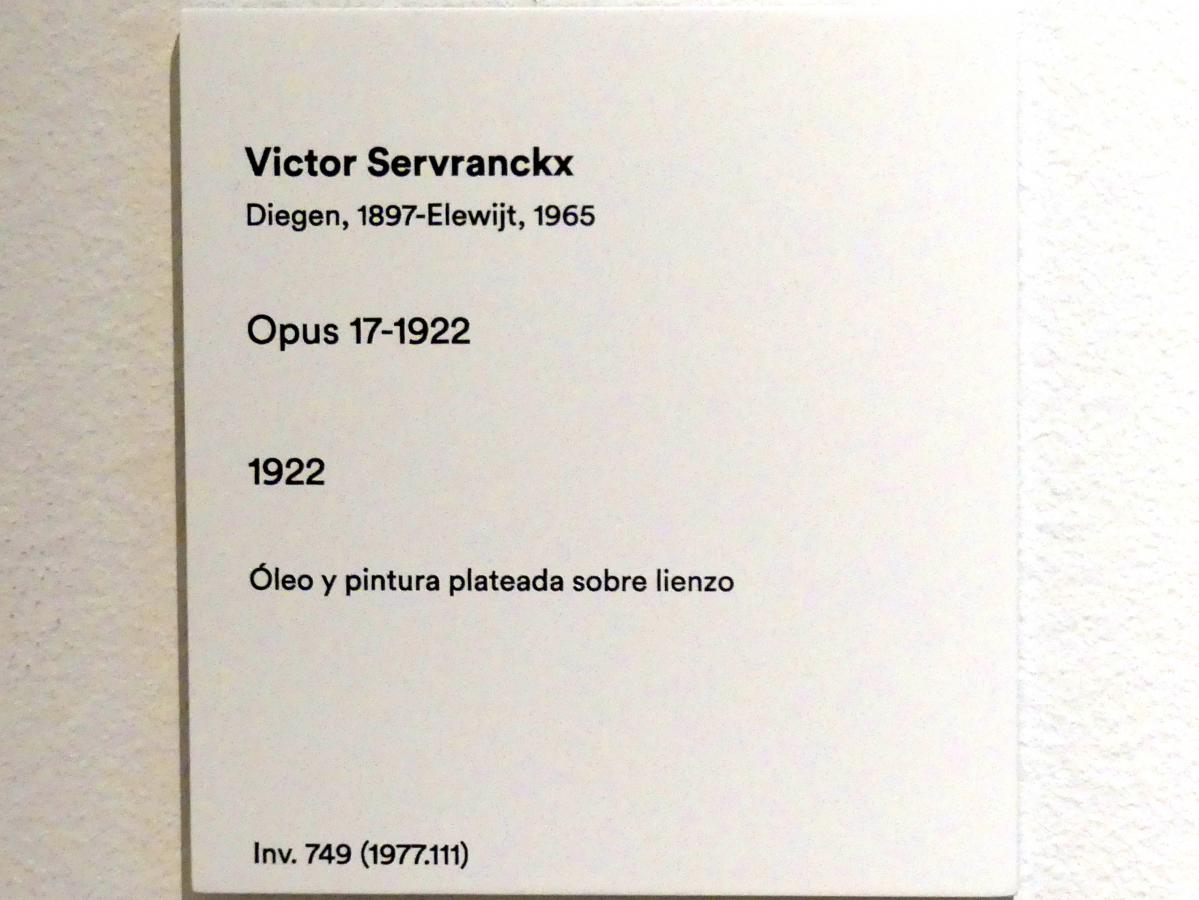 Victor Servranckx
Diegen, 1897-Elewijt, 1965
Opus 17-1922
1922
Óleo y pintura plateada sobre lienzo
Inv. 749 (1977.111)